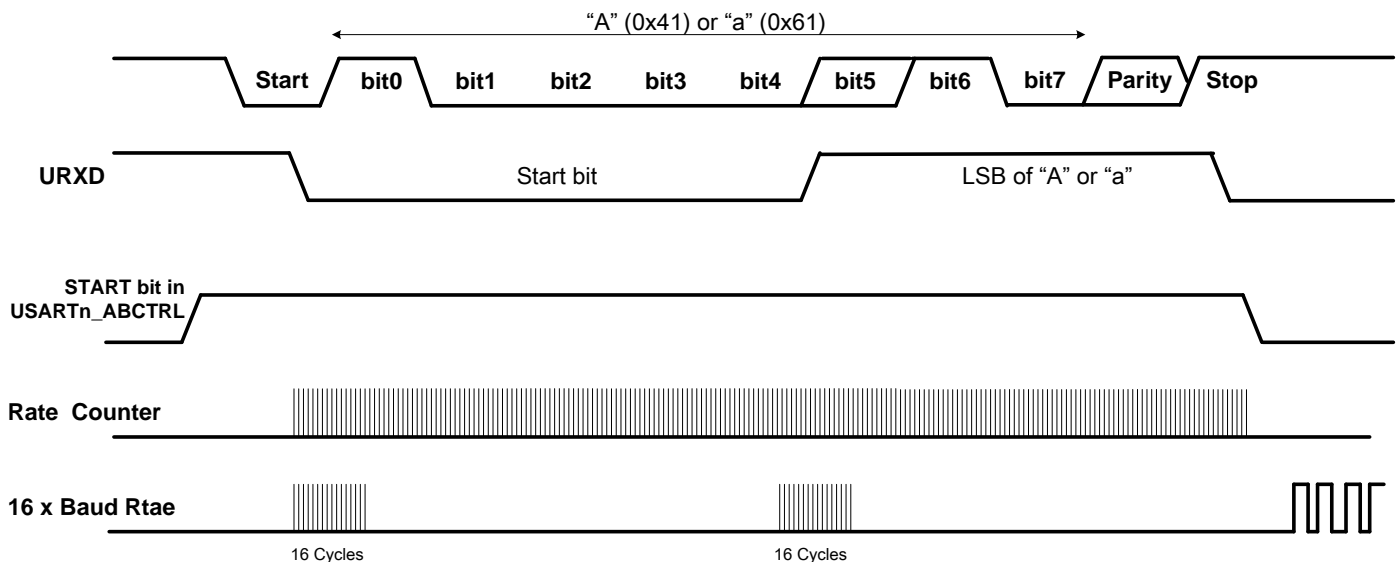 “A” (0x41) or “a” (0x61)
Start bit0 bit1 bit2 bit3 bit4 bit5 bit6 bit7 Parity Stop
URXD Start bit LSB of “A” or “a”
START bit in
USARTn_ABCTRL
Rate Counter
16 x Baud Rtae
16 Cycles 16 Cycles